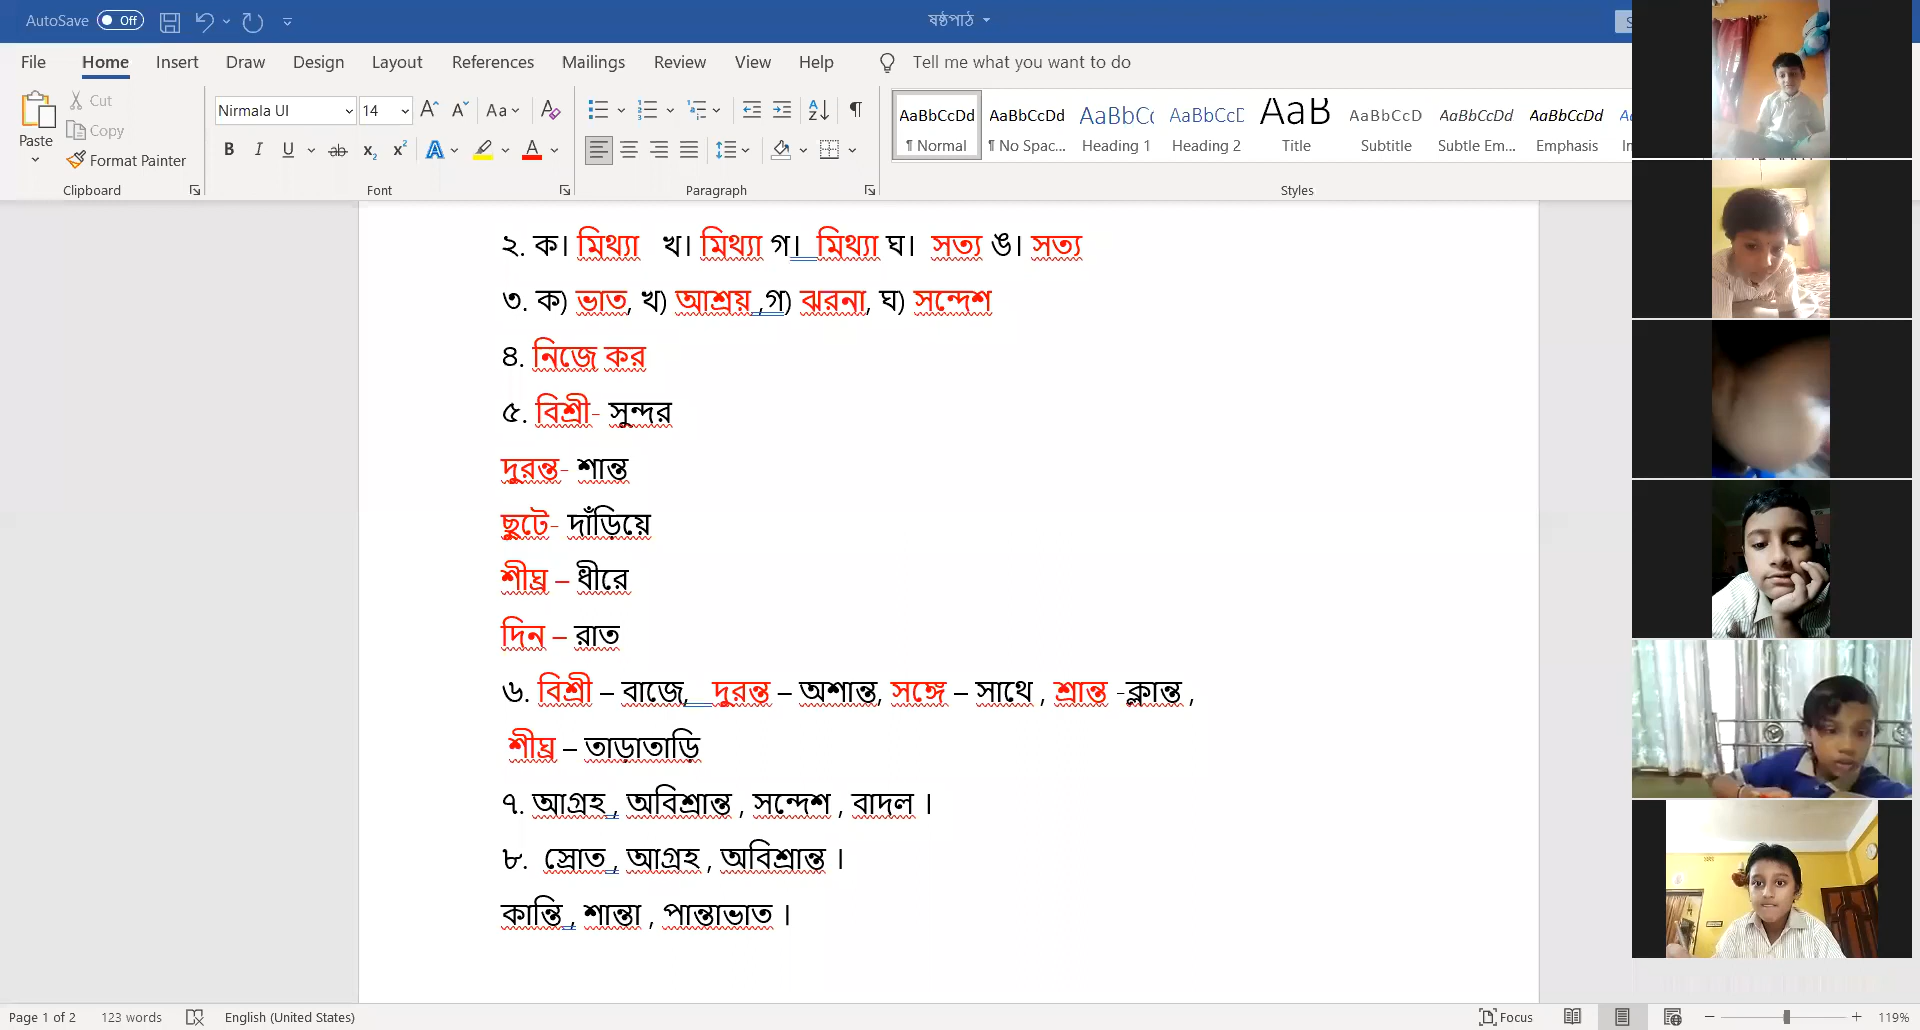 AutoSave Off ষষ্ঠপাঠ
File Home Insert Draw Design Layout References Mailings Review View Help Tell me what you want to do
Paste Cut Copy Format Painter Clipboard
Nirmala UI 14 Font
Paragraph
AaBbCcDd ¶ Normal AaBbCcDd ¶ No Spac... AaBbCc Heading 1 AaBbCcD Heading 2 AaB Title AaBbCcD Subtitle AaBbCcDd Subtle Em... AaBbCcDd Emphasis
Styles
২. ক। মিথ্যা খ। মিথ্যা গ। মিথ্যা ঘ। সত্য ঙ। সত্য
৩. ক) ভাত, খ) আশ্রয় ,গ) ঝরনা, ঘ) সন্দেশ
৪. নিজে কর
৫. বিশ্রী- সুন্দর
দুরন্ত- শান্ত
ছুটে- দাঁড়িয়ে
শীঘ্র – ধীরে
দিন – রাত
৬. বিশ্রী – বাজে, দুরন্ত – অশান্ত, সঙ্গে – সাথে , শ্রান্ত -ক্লান্ত ,
শীঘ্র – তাড়াতাড়ি
৭. আগ্রহ , অবিশ্রান্ত , সন্দেশ , বাদল ।
৮. স্রোত , আগ্রহ , অবিশ্রান্ত ।
কান্তি , শান্তা , পান্তাভাত ।
Page 1 of 2 123 words English (United States) Focus 119%